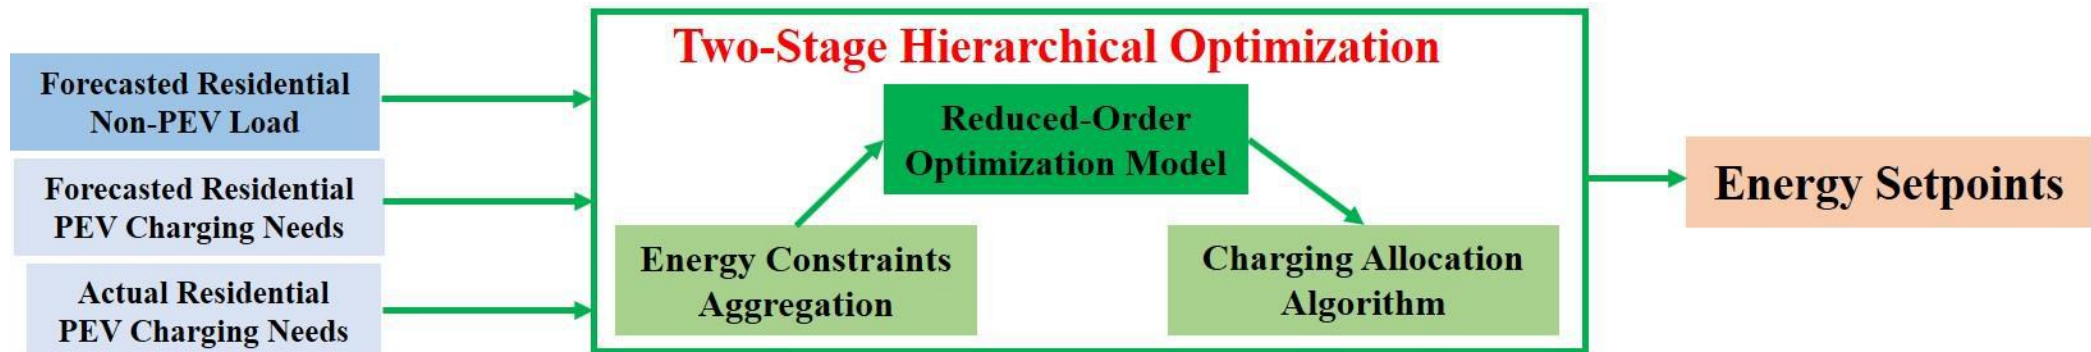 Forecasted Residential
Non-PEV Load
Forecasted Residential
PEV Charging Needs
Actual Residential
PEV Charging Needs
Two-Stage Hierarchical Optimization
Reduced-Order
Optimization Model
Energy Constraints
Aggregation
Charging Allocation
Algorithm
Energy Setpoints